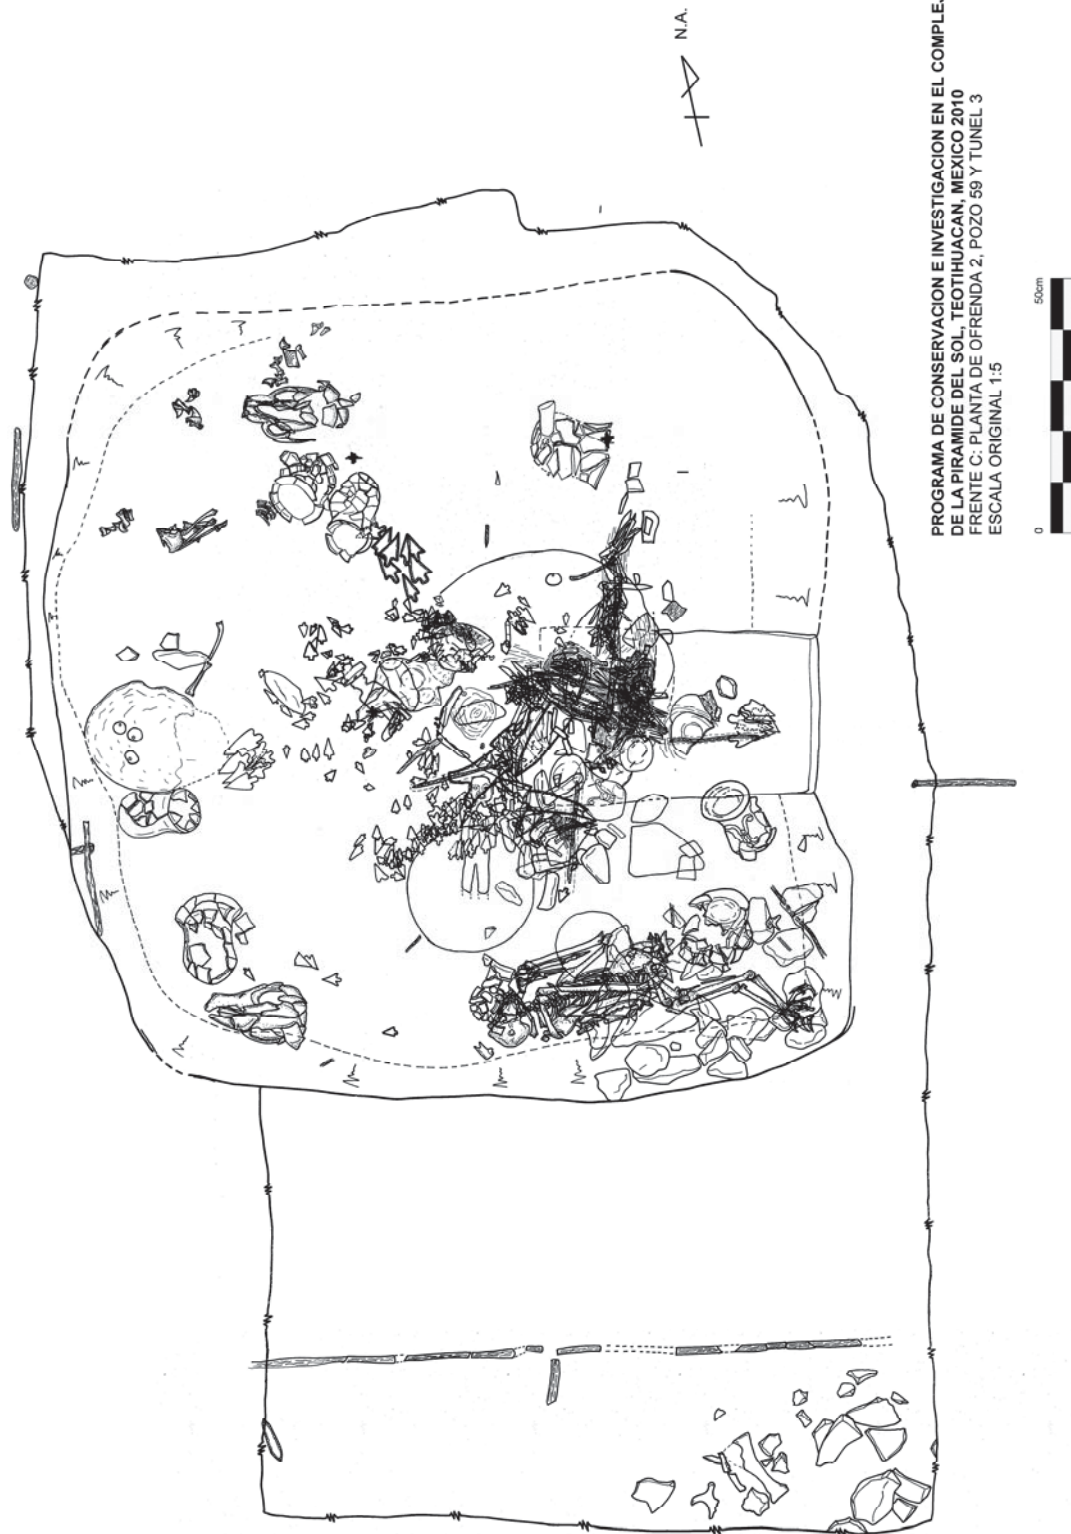 N.A.
PROGRAMA DE CONSERVACION E INVESTIGACION EN EL
DE LA PIRAMIDE DEL SOL, TEOTIHUACAN, MEXICO 2010
FRENTE C: PLANTA DE OFRENDA 2, POZO 59 Y TUNEL 3
ESCALA ORIGINAL 1:5
0
50cm